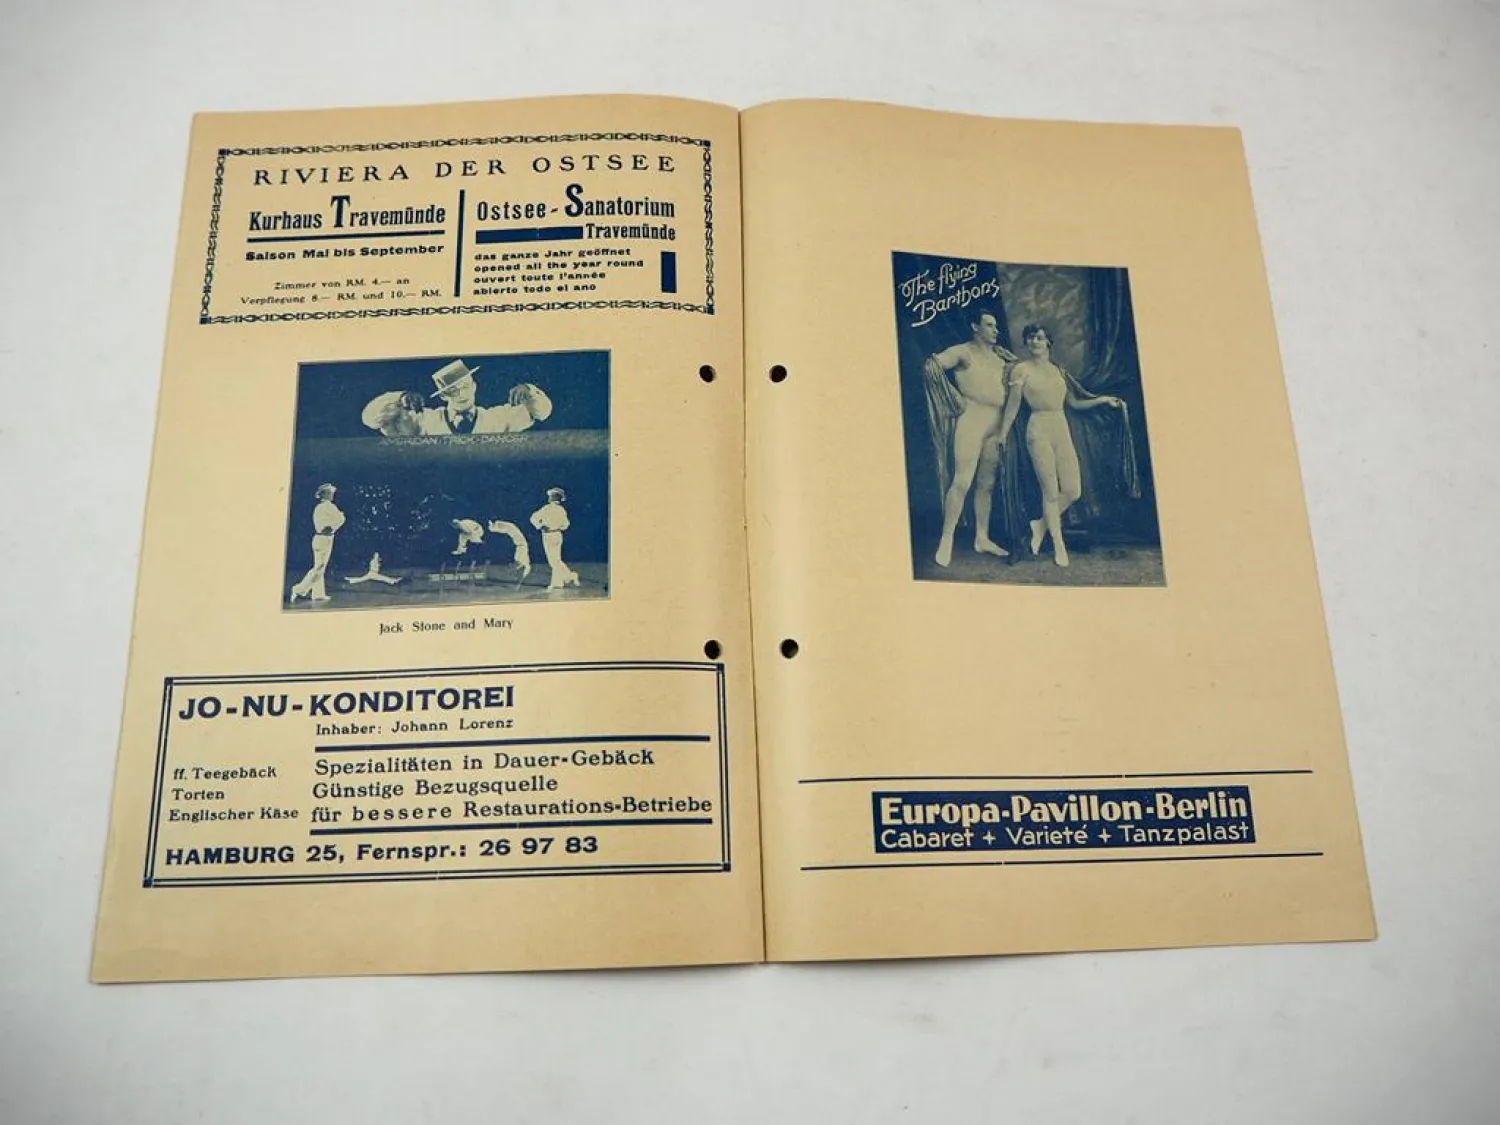 RIVIERA DER OSTSEE
Kurhaus Travemünde
Saison Mai bis September
Zimmer von RM. 4.— an
Verpflegung 8.— RM. und 10.— RM.
Ostsee-Sanatorium
Travemünde
das ganze Jahr geöffnet
opened all the year round
ouvert toute l'année
abierto todo el ano
AMERICAN-TRICK-DANCER
Jack Stone and Mary
JO-NU-KONDITOREI
Inhaber: Johann Lorenz
ff. Teegebäck
Torten
Englischer Käse
Spezialitäten in Dauer-Gebäck
Günstige Bezugsquelle
für bessere Restaurations-Betriebe
HAMBURG 25, Fernspr.: 26 97 83
The flying
Barthons
Europa-Pavillon-Berlin
Cabaret + Varieté + Tanzpalast